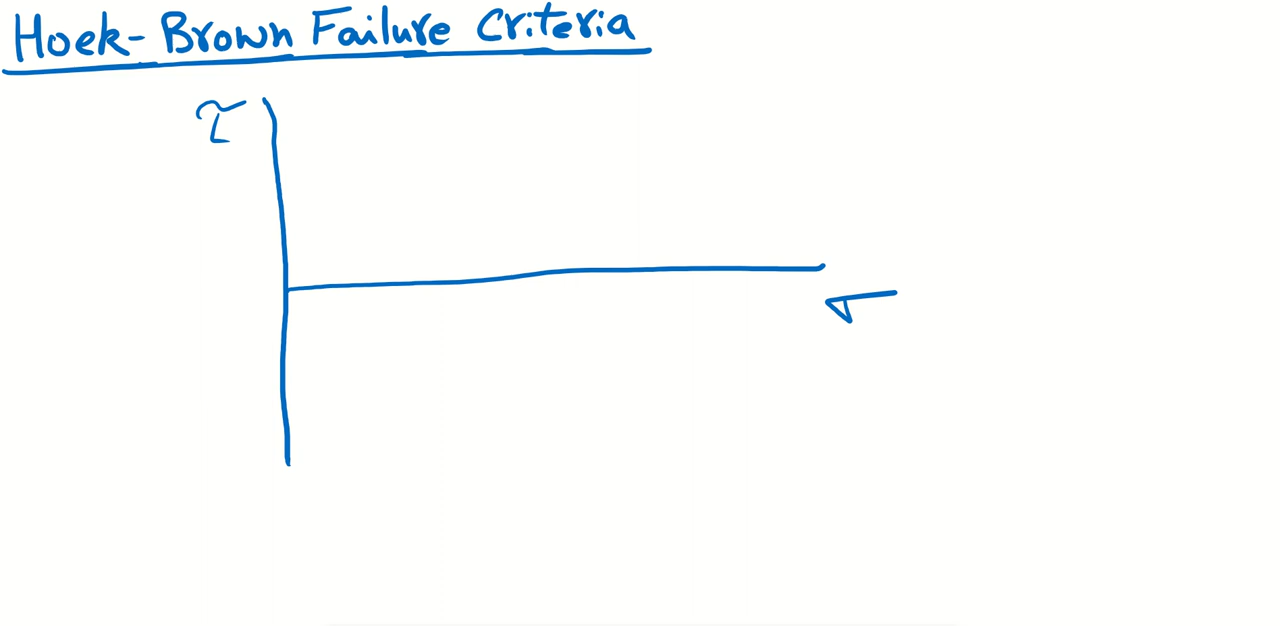 Hoek-Brown Failure Criteria
τ
σ